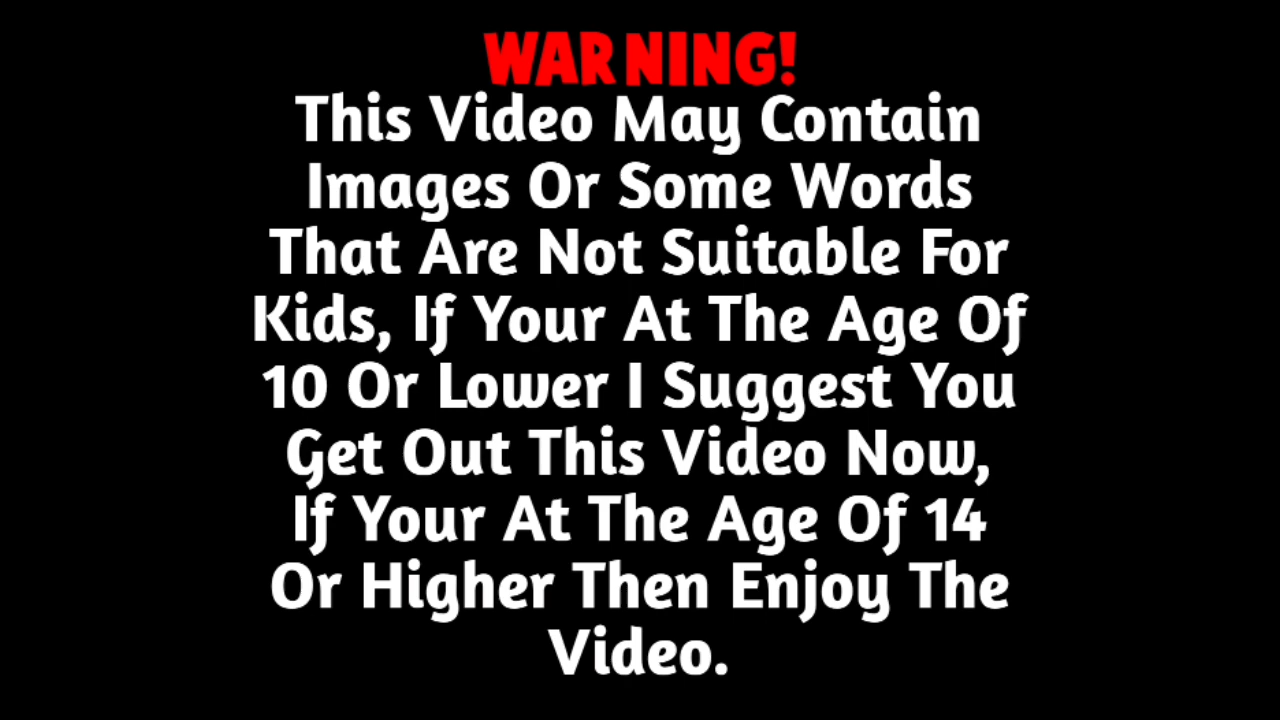 WARNING!
This Video May Contain
Images Or Some Words
That Are Not Suitable For
Kids, If Your At The Age Of
10 Or Lower I Suggest You
Get Out This Video Now,
If Your At The Age Of 14
Or Higher Then Enjoy The
Video.